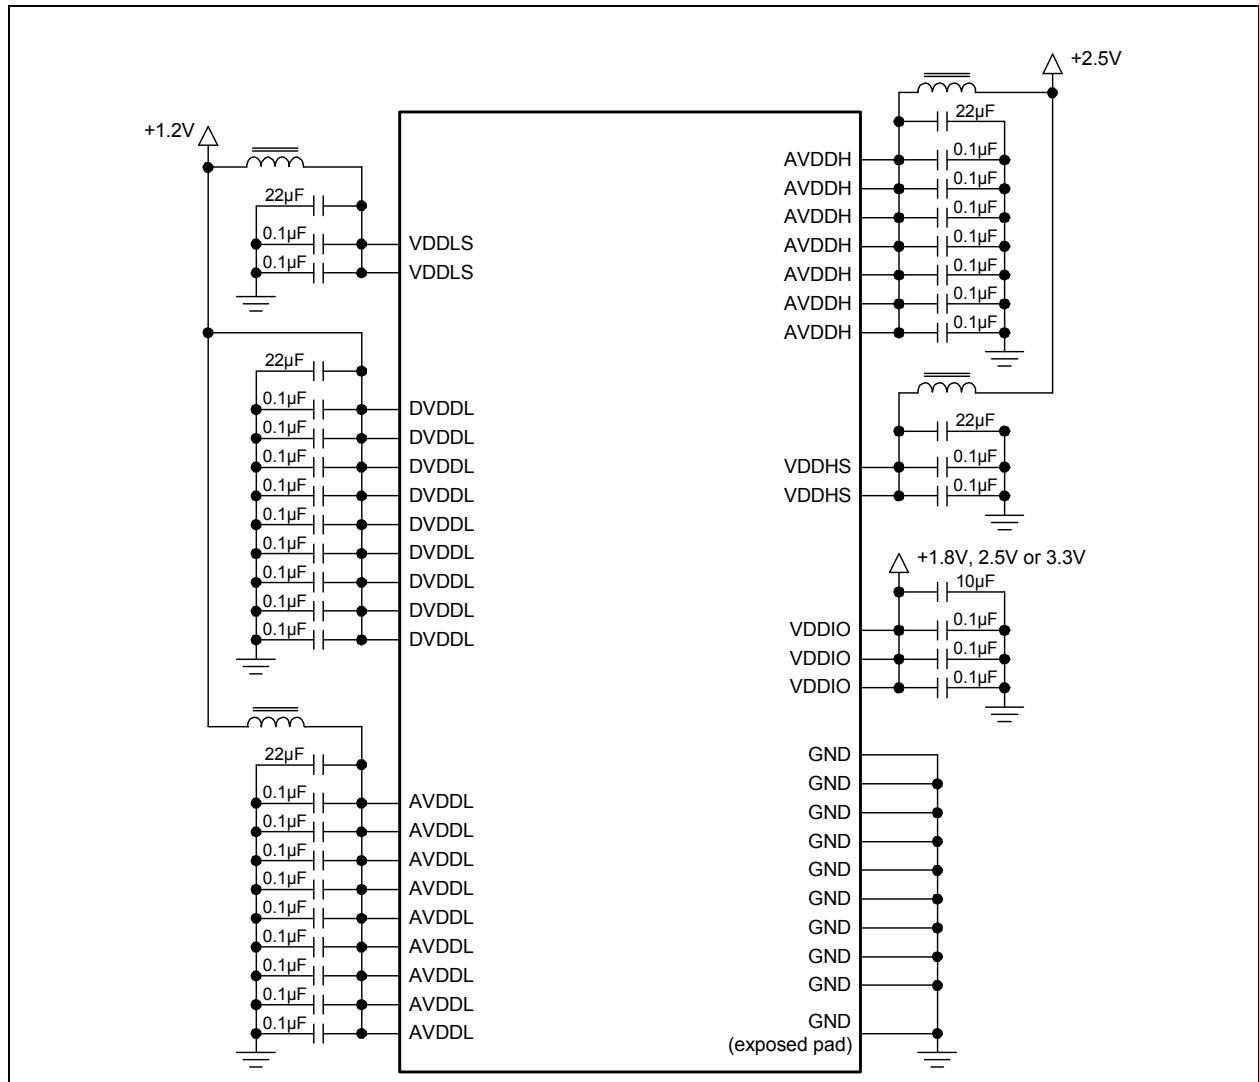 +1.2V
22µF
0.1µF
VDDLS
0.1µF
VDDLS
22µF
0.1µF
DVDDL
0.1µF
DVDDL
0.1µF
DVDDL
0.1µF
DVDDL
0.1µF
DVDDL
0.1µF
DVDDL
0.1µF
DVDDL
0.1µF
DVDDL
0.1µF
DVDDL
22µF
0.1µF
AVDDL
0.1µF
AVDDL
0.1µF
AVDDL
0.1µF
AVDDL
0.1µF
AVDDL
0.1µF
AVDDL
0.1µF
AVDDL
0.1µF
AVDDL
0.1µF
AVDDL
+2.5V
22µF
AVDDH
0.1µF
AVDDH
0.1µF
AVDDH
0.1µF
AVDDH
0.1µF
AVDDH
0.1µF
AVDDH
0.1µF
AVDDH
0.1µF
22µF
VDDHS
0.1µF
VDDHS
0.1µF
+1.8V, 2.5V or 3.3V
10µF
VDDIO
0.1µF
VDDIO
0.1µF
VDDIO
0.1µF
GND
GND
GND
GND
GND
GND
GND
GND
GND
GND
(exposed pad)